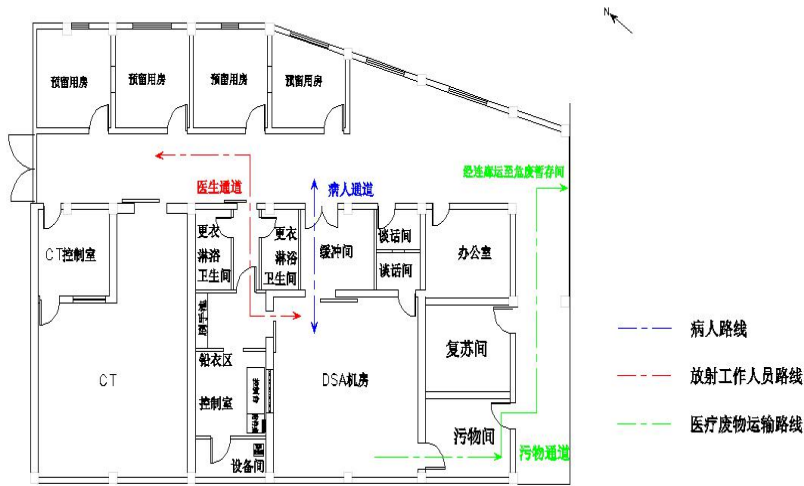 N
预留用房
预留用房
预留用房
预留用房
经连廊运至危废暂存间
医生通道
病人通道
CT控制室
更衣
淋浴
卫生间
更衣
淋浴
卫生间
缓冲间
谈话间
谈话间
办公室
刷手池
CT
铅衣区
控制室
DSA机房
复苏间
污物间
设备间
污物通道
病人路线
放射工作人员路线
医疗废物运输路线